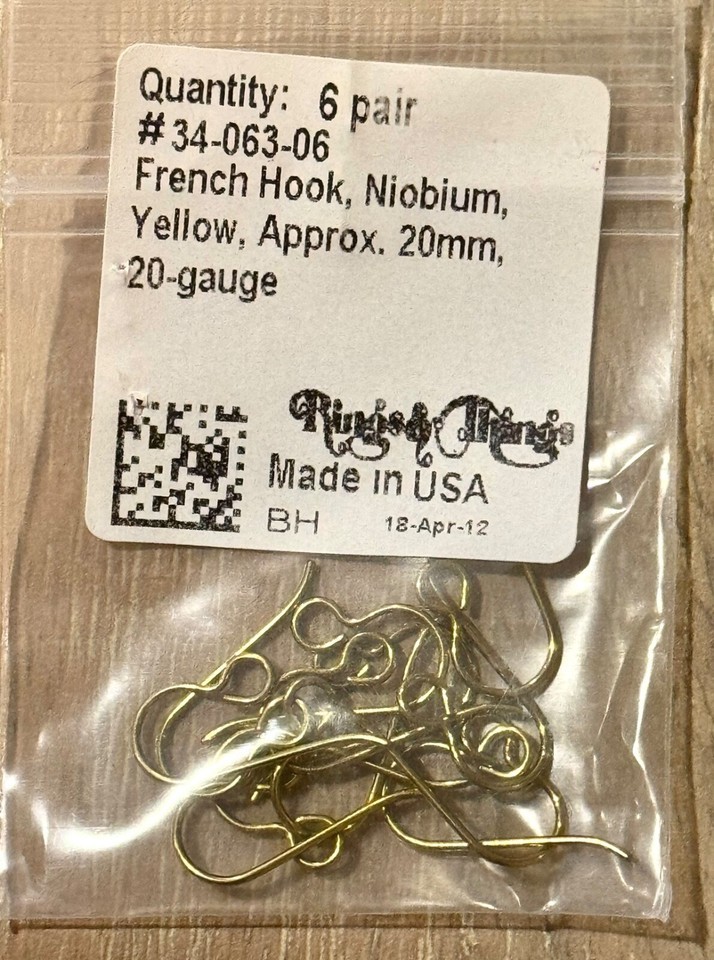 Quantity: 6 pair
# 34-063-06
French Hook, Niobium,
Yellow, Approx. 20mm,
20-gauge
Rings & Things
Made in USA
BH 18-Apr-12